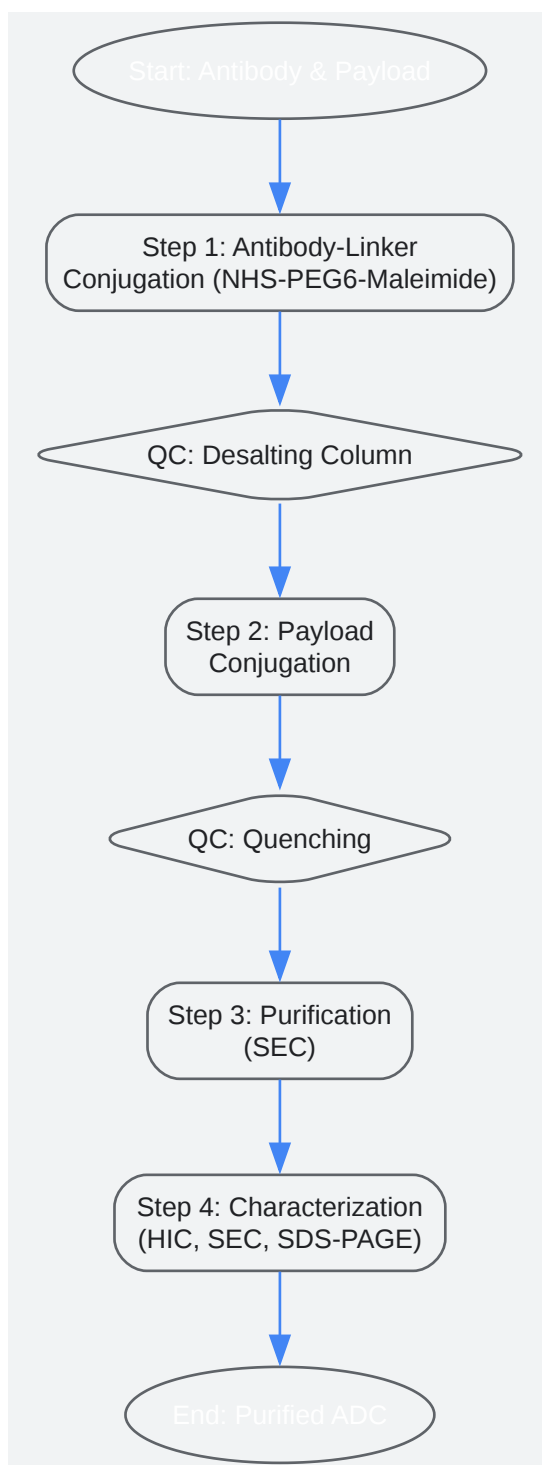 Start: Antibody & Payload
Step 1: Antibody-Linker
Conjugation (NHS-PEG6-Maleimide)
QC: Desalting Column
Step 2: Payload
Conjugation
QC: Quenching
Step 3: Purification
(SEC)
Step 4: Characterization
(HIC, SEC, SDS-PAGE)
End: Purified ADC